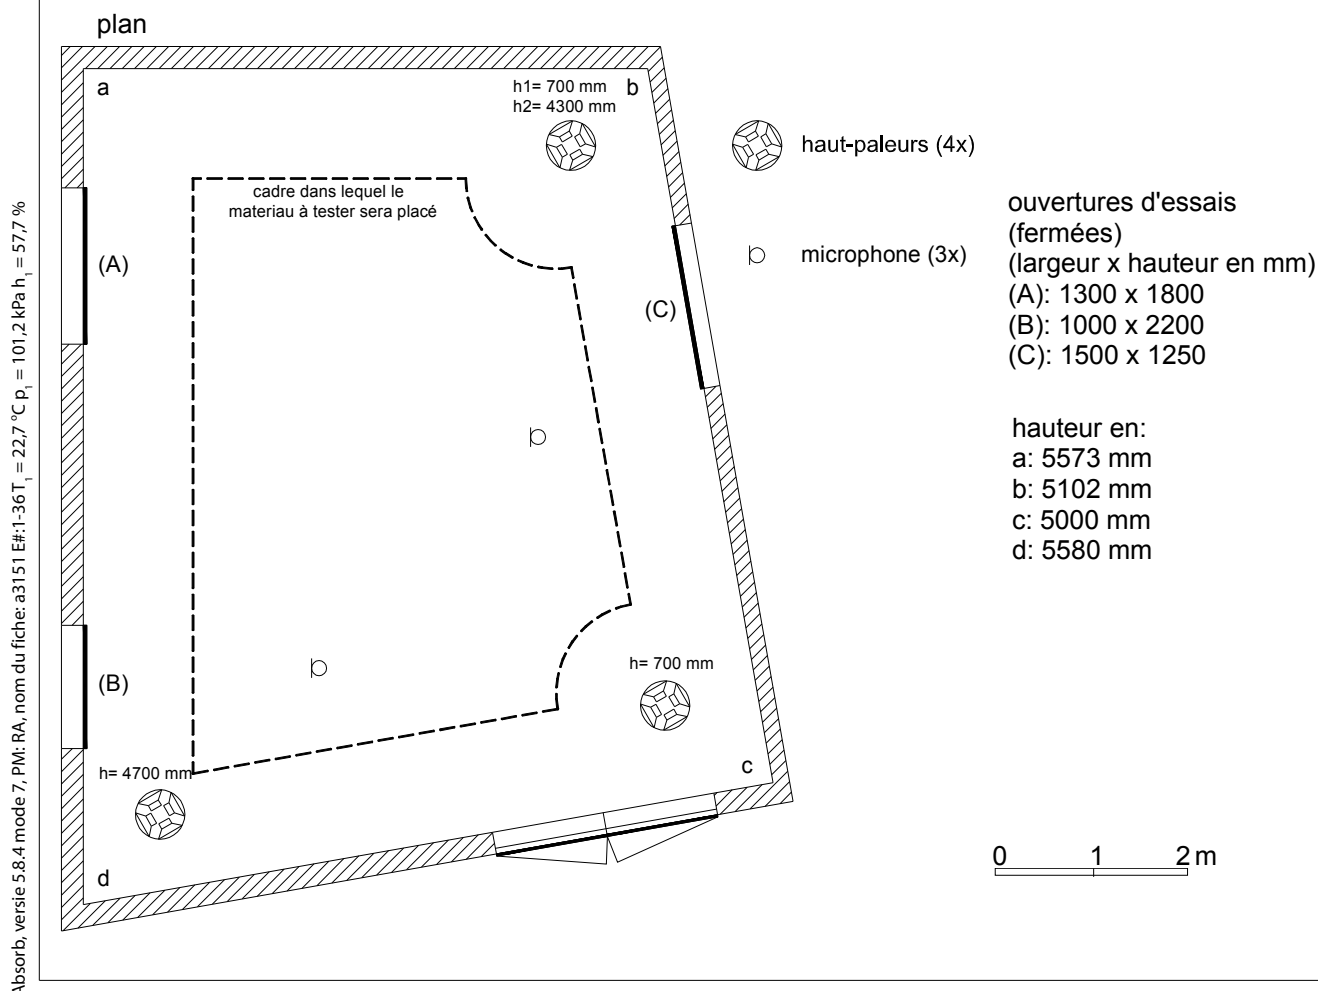 plan
a
h1= 700 mm
h2= 4300 mm
b
haut-paleurs (4x)
cadre dans lequel le
materiau à tester sera placé
ouvertures d'essais
(fermées)
(largeur x hauteur en mm)
(A): 1300 x 1800
(B): 1000 x 2200
(C): 1500 x 1250
microphone (3x)
(A)
(C)
hauteur en:
a: 5573 mm
b: 5102 mm
c: 5000 mm
d: 5580 mm
(B)
h= 700 mm
h= 4700 mm
c
d
0 1 2 m
Absorb, versie 5.8.4 mode 7, PM: RA, nom du fiche: a3151 E#:1-36T₁ = 22,7 °C p₁ = 101,2 kPa h₁ = 57,7 %